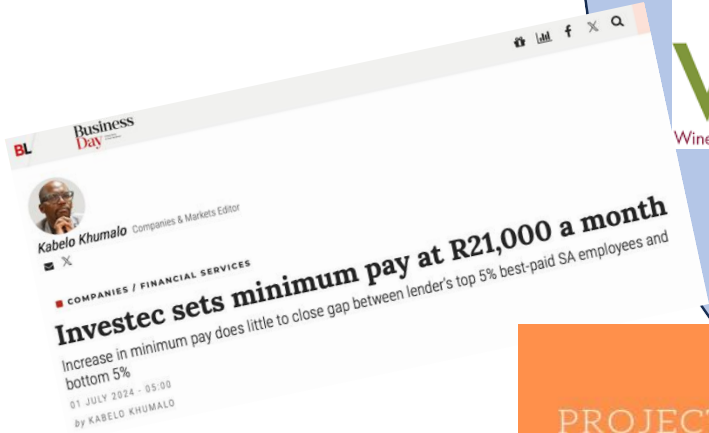 BL
Business
Day
Kabelo Khumalo Companies & Markets Editor
COMPANIES / FINANCIAL SERVICES
Investec sets minimum pay at R21,000 a month
Increase in minimum pay does little to close gap between lender's top 5% best-paid SA employees and
bottom 5%
01 JULY 2024 - 05:00
by KABELO KHUMALO
Wine
PROJECT